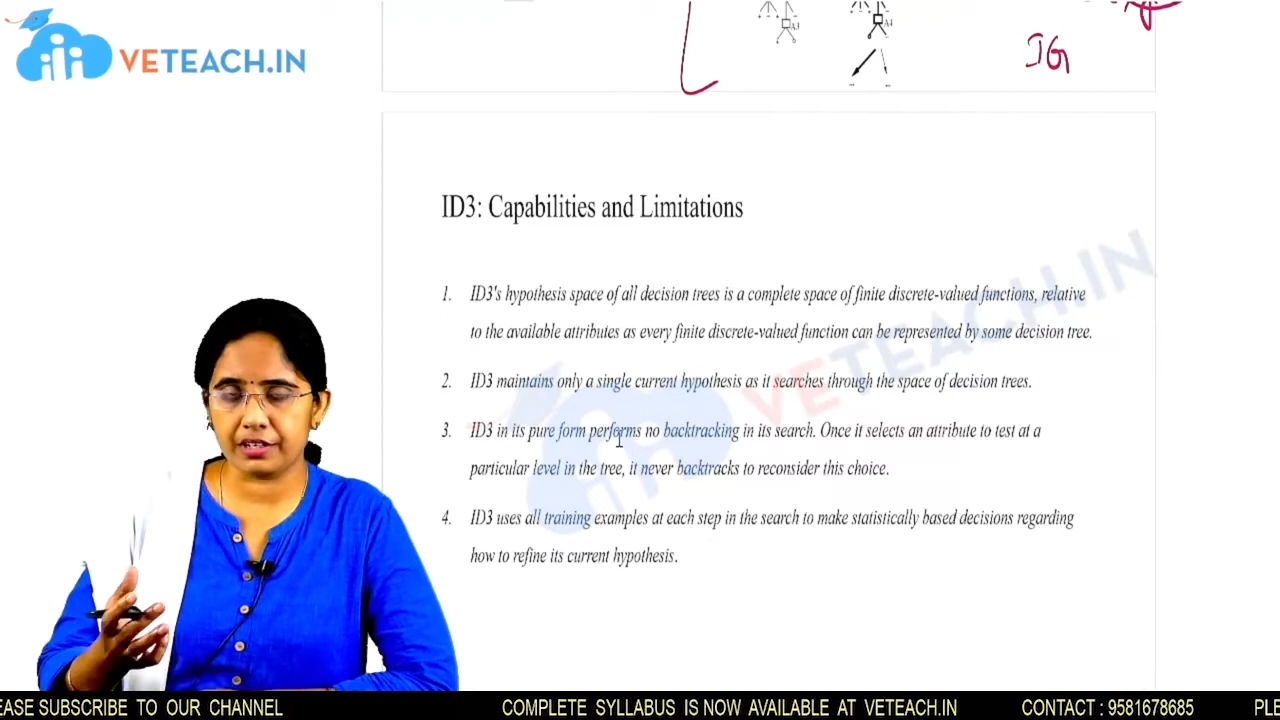 VETEACH.IN
A3
A4
IG
ID3: Capabilities and Limitations
1. ID3's hypothesis space of all decision trees is a complete space of finite discrete-valued functions, relative
to the available attributes as every finite discrete-valued function can be represented by some decision tree.
2. ID3 maintains only a single current hypothesis as it searches through the space of decision trees.
3. ID3 in its pure form performs no backtracking in its search. Once it selects an attribute to test at a
particular level in the tree, it never backtracks to reconsider this choice.
4. ID3 uses all training examples at each step in the search to make statistically based decisions regarding
how to refine its current hypothesis.
VETEACH.IN
EASE SUBSCRIBE TO OUR CHANNEL COMPLETE SYLLABUS IS NOW AVAILABLE AT VETEACH.IN CONTACT : 9581678685 PLE